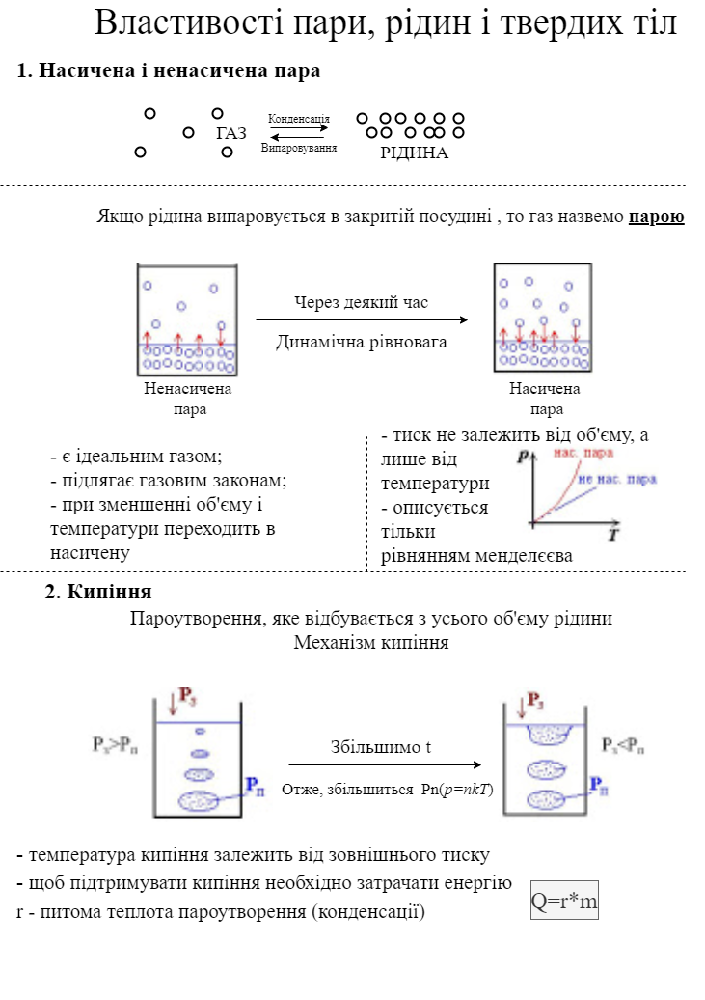 Властивості пари, рідин і твердих тіл
1. Насичена і ненасичена пара
ГАЗ
Конденсація
Випаровування
РІДИНА
Якщо рідина випаровується в закритій посудині , то газ назвемо парою
Через деякий час
Динамічна рівновага
Ненасичена
пара
Насичена
пара
- є ідеальним газом;
- підлягає газовим законам;
- при зменшенні об'єму і
температури переходить в
насичену
- тиск не залежить від об'єму, а
лише від
температури
- описується
тільки
рівнянням менделєєва
P
нас. пара
не нас. пара
T
2. Кипіння
Пароутворення, яке відбувається з усього об'єму рідини
Механізм кипіння
Pз
Pз>Pп
Pп
Збільшимо t
Отже, збільшиться Pn(p=nkT)
Pз
Pз<Pп
Pп
- температура кипіння залежить від зовнішнього тиску
- щоб підтримувати кипіння необхідно затрачати енергію
r - питома теплота пароутворення (конденсації)
Q=r*m